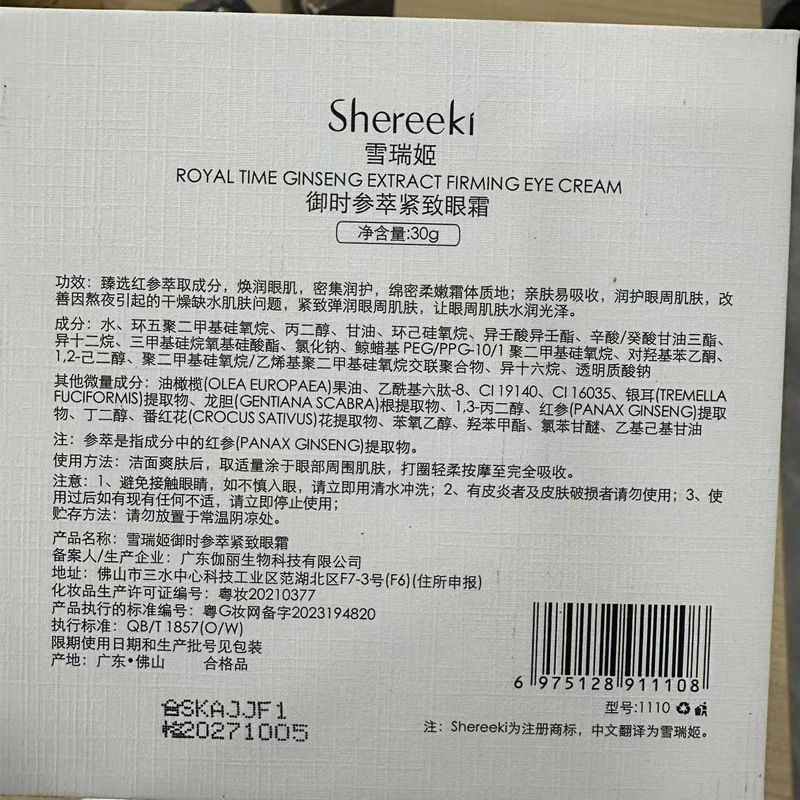 Shereeki
雪瑞姬
ROYAL TIME GINSENG EXTRACT FIRMING EYE CREAM
御时参萃紧致眼霜
净含量:30g
功效：臻选红参萃取成分，焕润眼肌，密集润护，绵密柔嫩霜体质地；亲肤易吸收，润护眼周肌肤，改
善因熬夜引起的干燥缺水肌肤问题，紧致弹润眼周肌肤，让眼周肌肤水润光泽。
成分：水、环五聚二甲基硅氧烷、丙二醇、甘油、环己硅氧烷、异壬酸异壬酯、辛酸/癸酸甘油三酯、
异十二烷、三甲基硅烷氧基硅酸酯、氯化钠、鲸蜡基 PEG/PPG-10/1 聚二甲基硅氧烷、对羟基苯乙酮、
1,2-己二醇、聚二甲基硅氧烷/乙烯基聚二甲基硅氧烷交联聚合物、异十六烷、透明质酸钠
其他微量成分：油橄榄(OLEA EUROPAEA)果油、乙酰基六肽-8、CI 19140、CI 16035、银耳(TREMELLA
FUCIFORMIS)提取物、龙胆(GENTIANA SCABRA)根提取物、1,3-丙二醇、红参(PANAX GINSENG)提取
物、丁二醇、番红花(CROCUS SATIVUS)花提取物、苯氧乙醇、羟苯甲酯、氯苯甘醚、乙基己基甘油
注：参萃是指成分中的红参(PANAX GINSENG)提取物。
使用方法：洁面爽肤后，取适量涂于眼部周围肌肤，打圈轻柔按摩至完全吸收。
注意：1、避免接触眼睛，如不慎入眼，请立即用清水冲洗；2、有皮炎者及皮肤破损者请勿使用；3、使
用过后如有现有任何不适，请立即停止使用；
贮存方法：请勿放置于常温阴凉处。
产品名称：雪瑞姬御时参萃紧致眼霜
备案人/生产企业：广东伽丽生物科技有限公司
地址：佛山市三水中心科技工业区范湖北区F7-3号(F6)(住所申报)
化妆品生产许可证编号：粤妆20210377
产品执行的标准编号：粤G妆网备字2023194820
执行标准：QB/T 1857(O/W)
限期使用日期和生产批号见包装
产地：广东•佛山 合格品
6 975128 911108
型号:1110
注：Shereeki为注册商标，中文翻译为雪瑞姬。
SKAJJF1
20271005